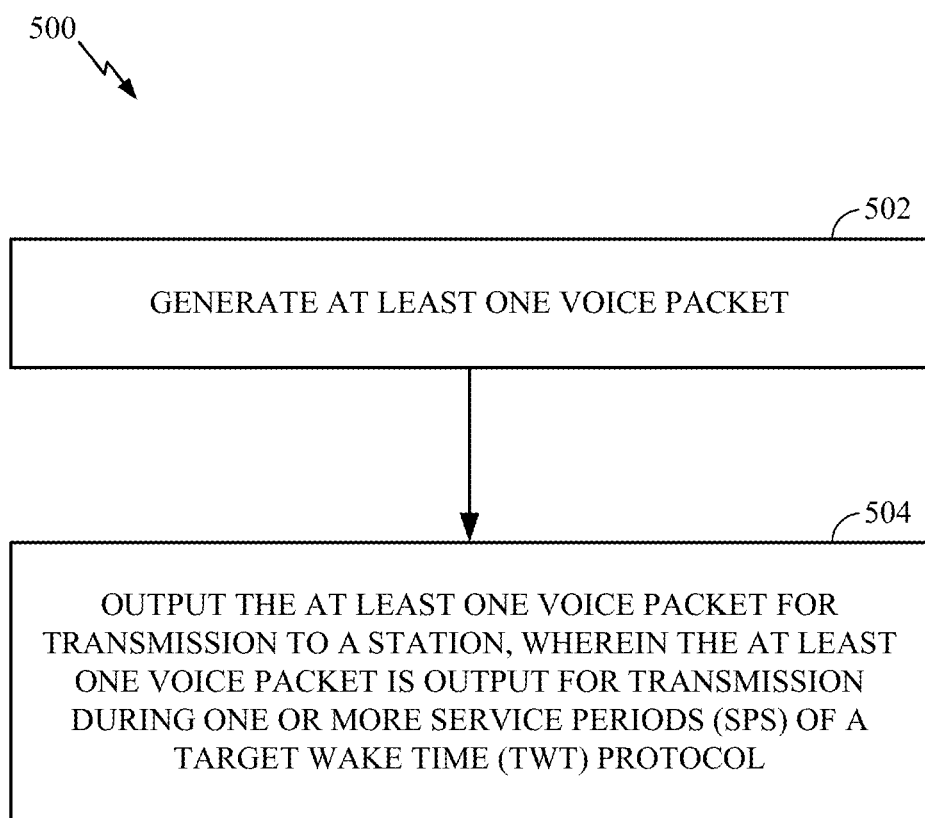 500
502
GENERATE AT LEAST ONE VOICE PACKET
504
OUTPUT THE AT LEAST ONE VOICE PACKET FOR
TRANSMISSION TO A STATION, WHEREIN THE AT LEAST
ONE VOICE PACKET IS OUTPUT FOR TRANSMISSION
DURING ONE OR MORE SERVICE PERIODS (SPS) OF A
TARGET WAKE TIME (TWT) PROTOCOL